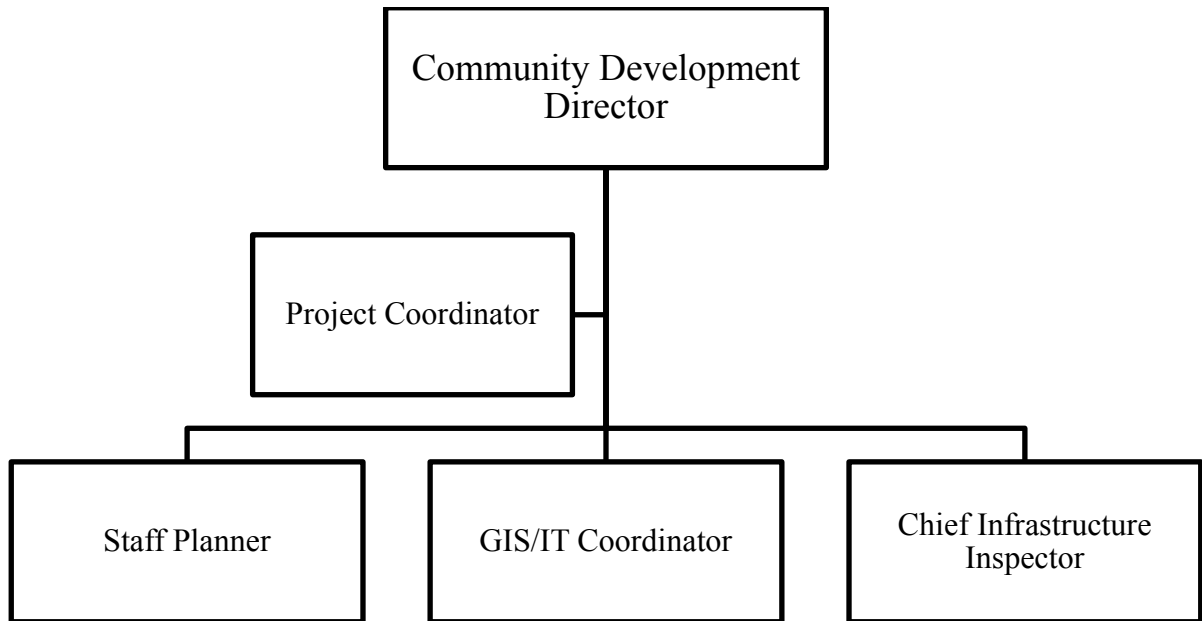 Community Development
Director
Project Coordinator
Staff Planner
GIS/IT Coordinator
Chief Infrastructure
Inspector